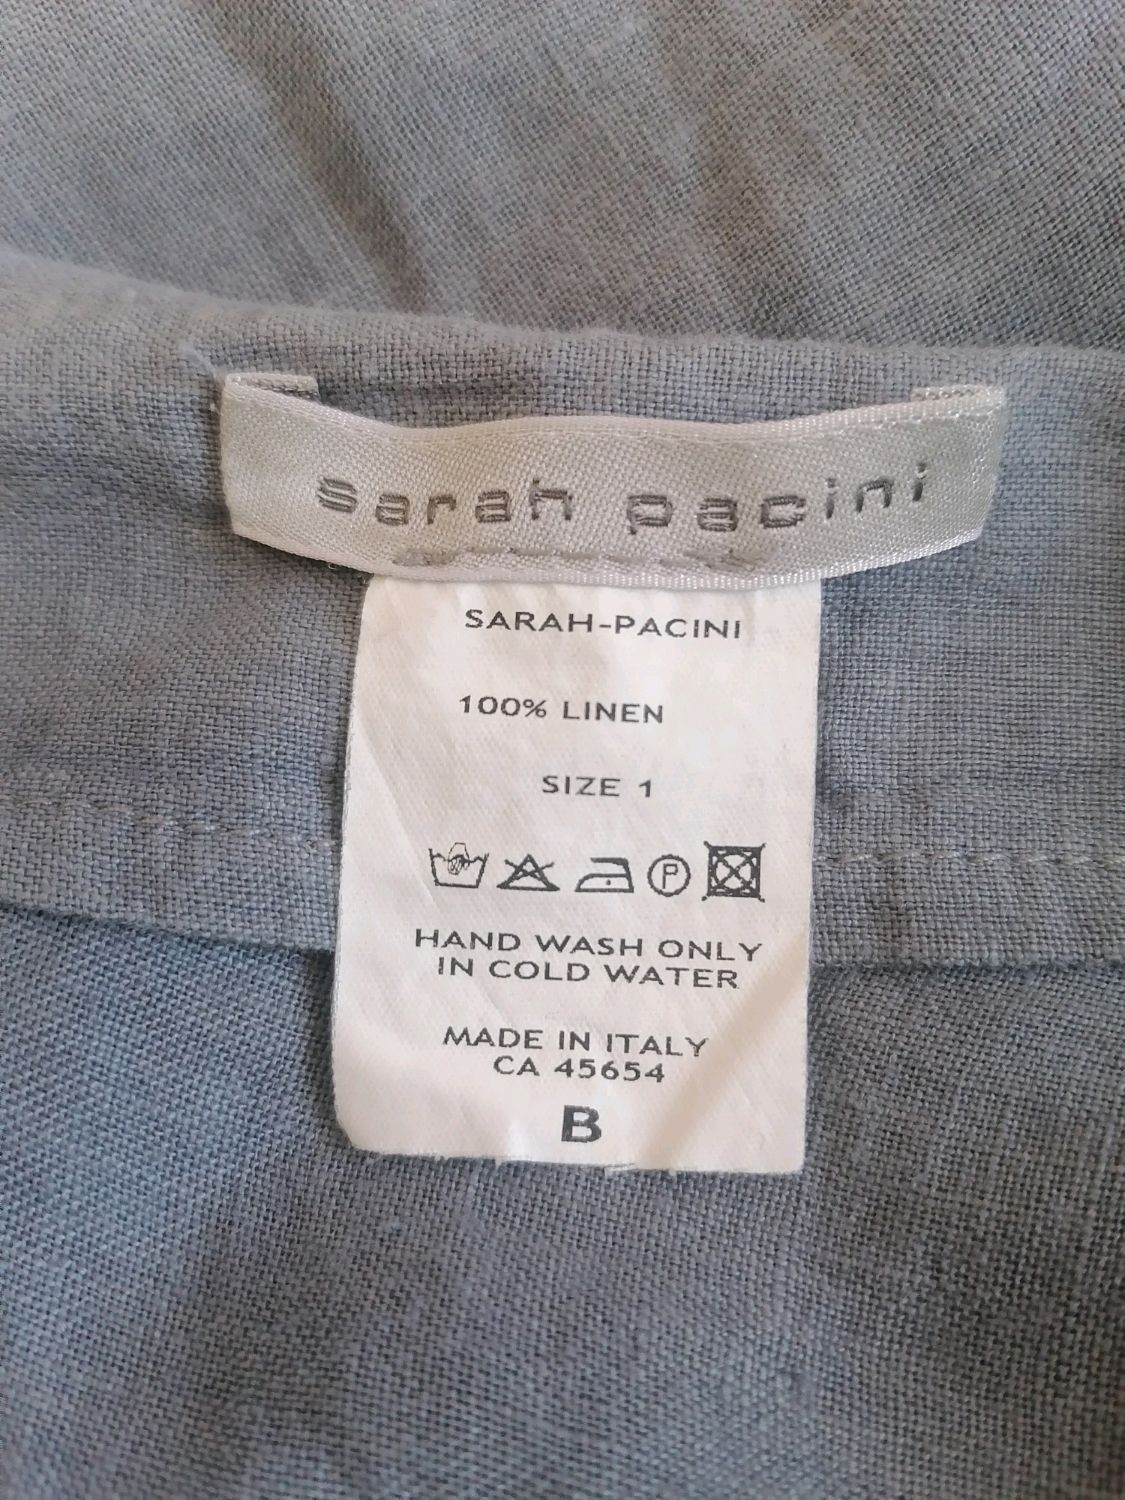 sarah pacini
SARAH-PACINI
100% LINEN
SIZE 1
P
HAND WASH ONLY
IN COLD WATER
MADE IN ITALY
CA 45654
B